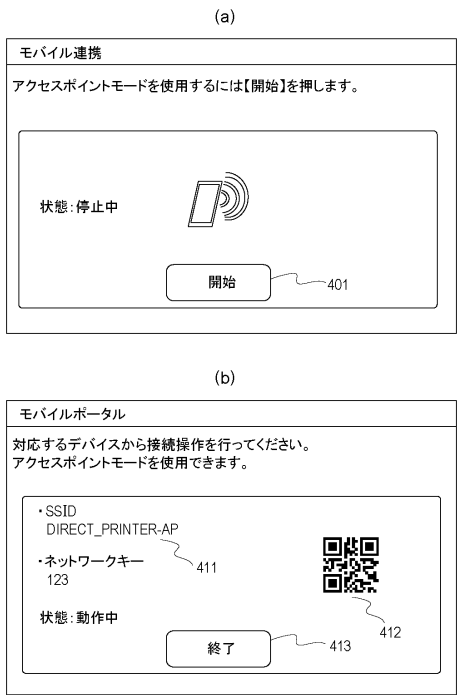 (a)
モバイル連携
アクセスポイントモードを使用するには【開始】を押します。
状態:停止中
開始
401
(b)
モバイルポータル
対応するデバイスから接続操作を行ってください。
アクセスポイントモードを使用できます。
・SSID
DIRECT_PRINTER-AP
411
・ネットワークキー
123
412
状態:動作中
終了
413